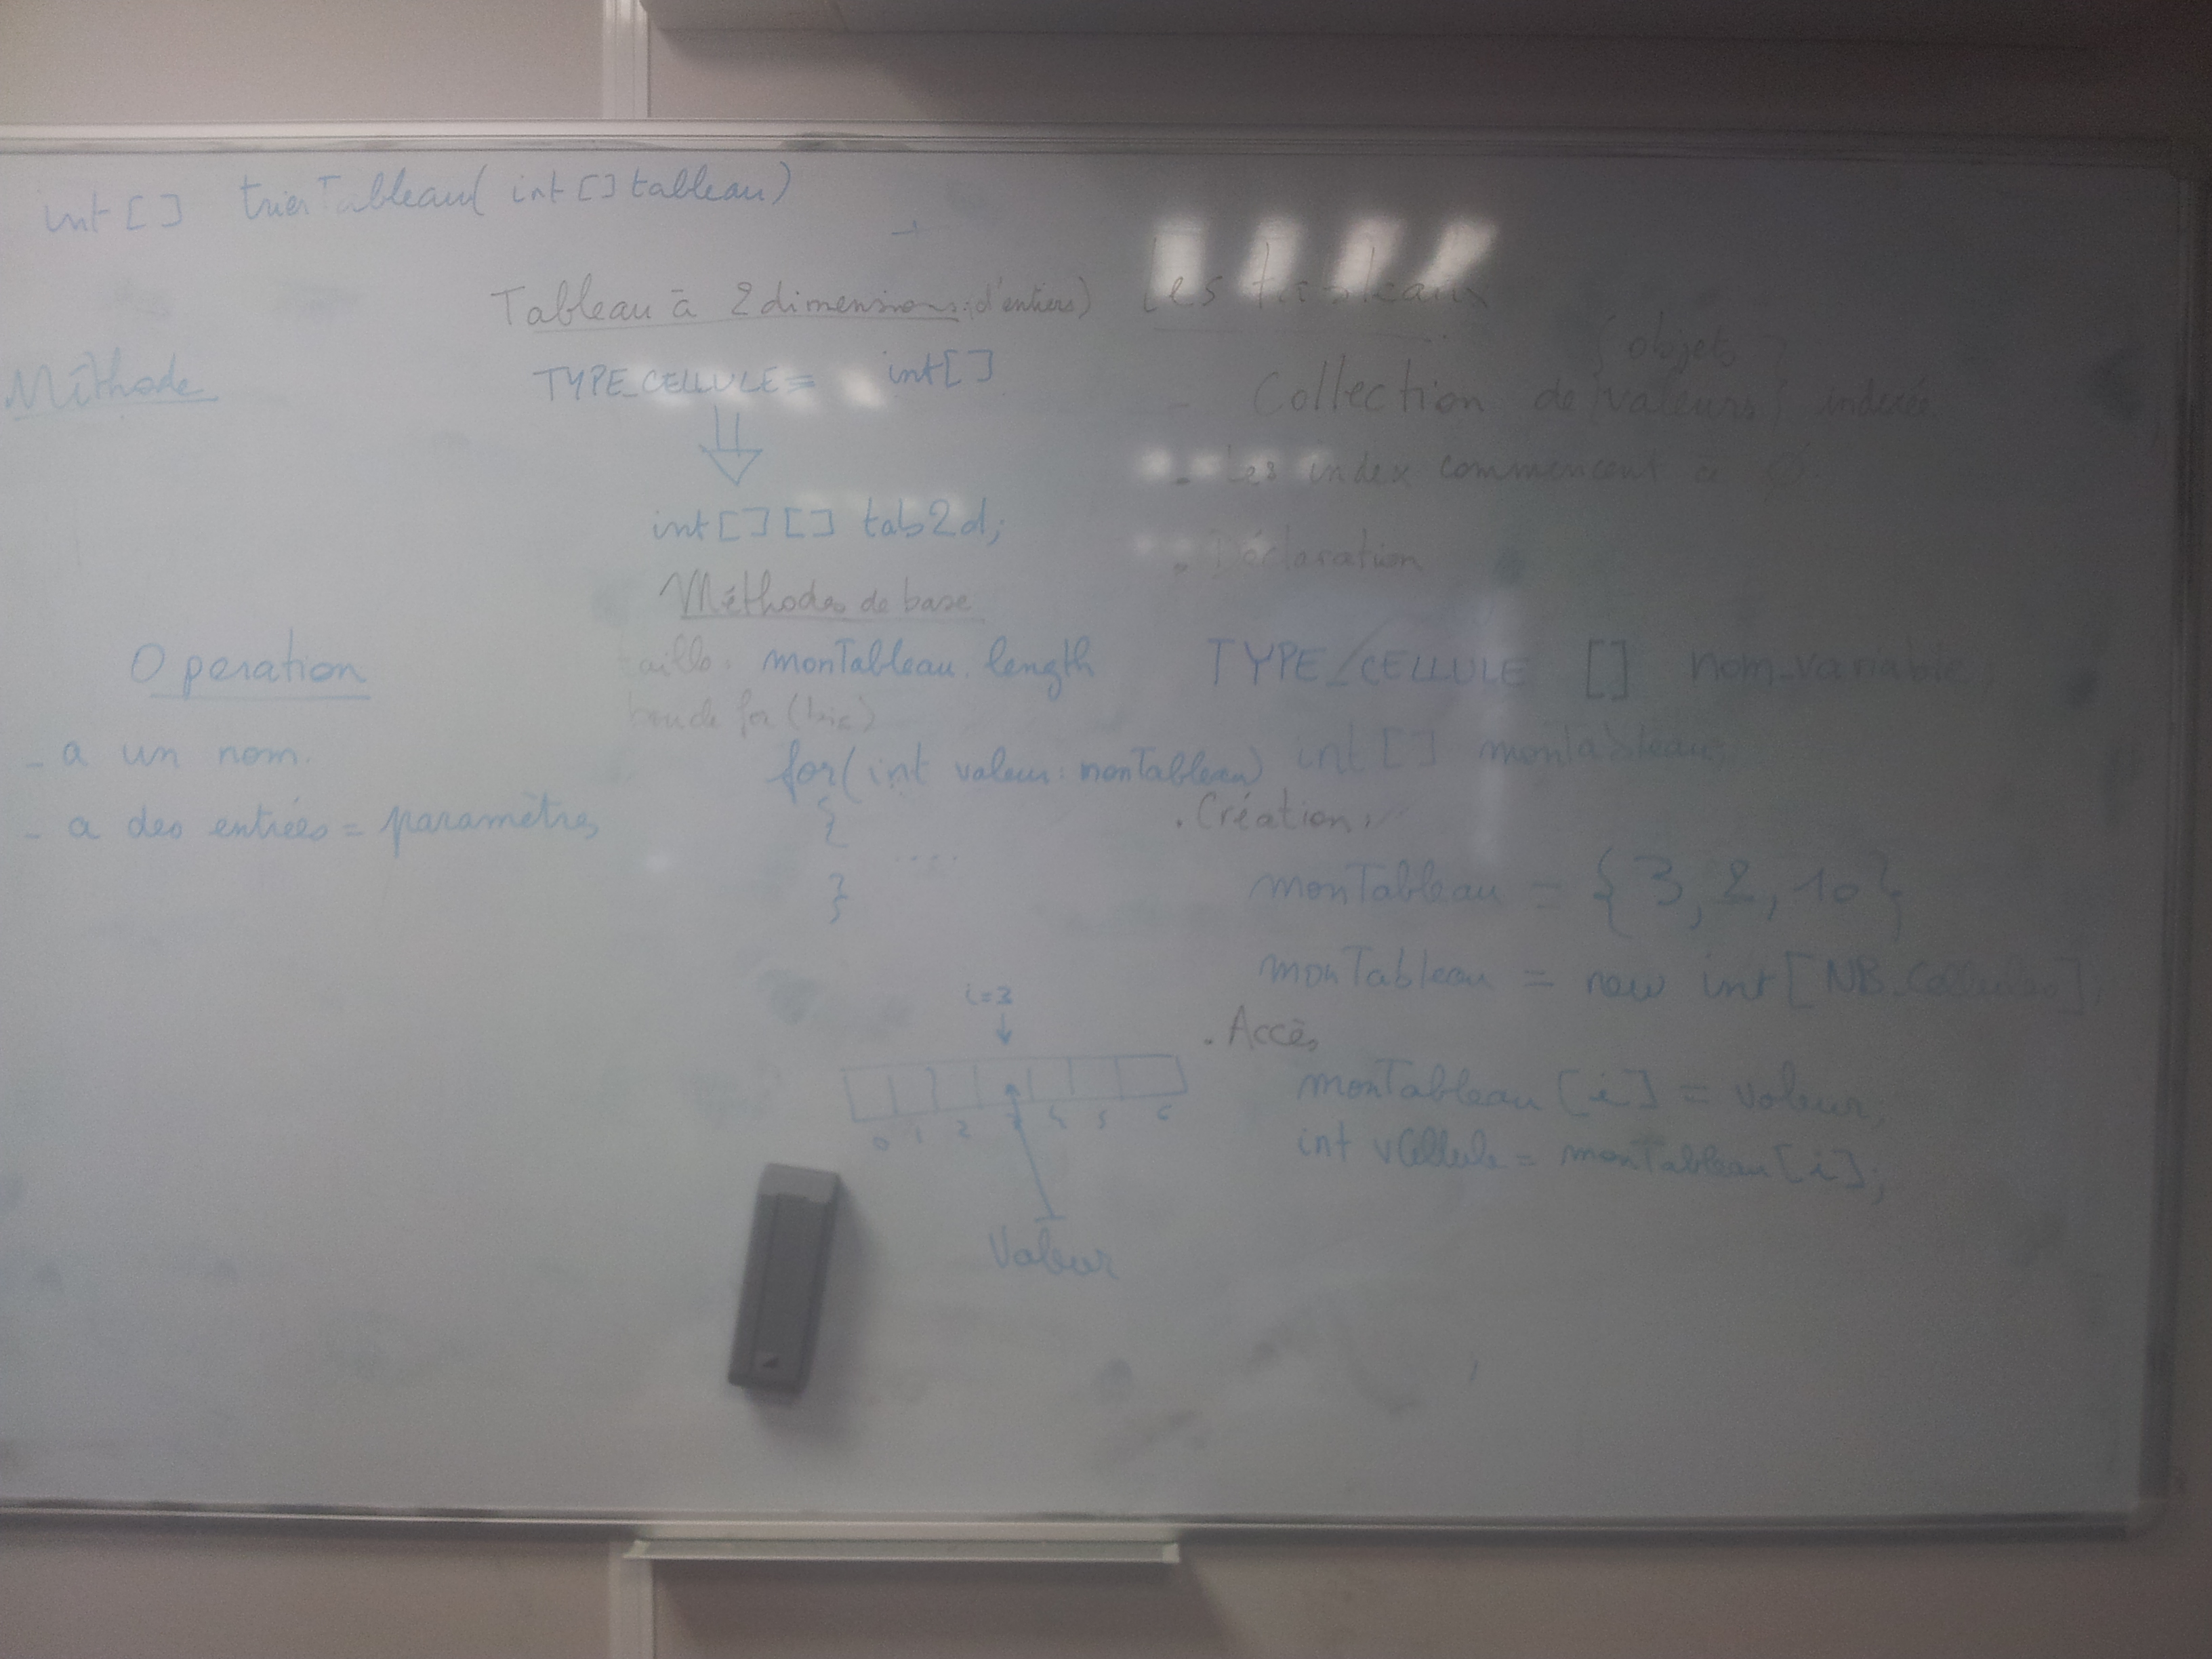 int [] trierTableau( int [] tableau)
Méthode
Operation
- a un nom.
- a des entrées = paramètres
Tableau à 2 dimensions (d'entiers)
TYPE_CELLULE = int[]
int [] [] tab2d;
Méthodes de base
aille : monTableau.length
boucle for (bis)
for( int valeur : monTableau)
{
....
}
i=3
0 1 2 3 4 5 6
Valeur
Les tableaux
{ objets }
- Collection de { valeurs } indexée
. Les index commencent à 0
. Déclaration
TYPE_CELLULE [] nom_variable
int [] monTableau;
. Création :
monTableau = {3, 2, 10}
monTableau = new int [NB_Cellules];
. Accès
monTableau [i] = valeur;
int vCellule = monTableau [i];